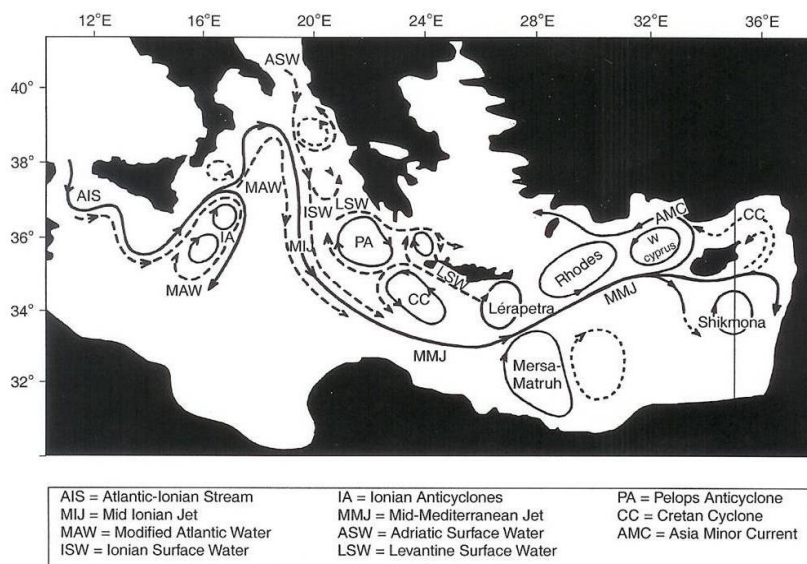 12°E 16°E 20°E 24°E 28°E 32°E 36°E
40°
38°
36°
34°
32°
ASW
AIS
MAW
IA
MAW
ISW
LSW
MIJ
PA
LSW
CC
MMJ
Lérapetra
Mersa-
Matruh
Rhodes
AMC
W
cyprus
MMJ
CC
Shikmona
AIS = Atlantic-Ionian Stream
MIJ = Mid Ionian Jet
MAW = Modified Atlantic Water
ISW = Ionian Surface Water
IA = Ionian Anticyclones
MMJ = Mid-Mediterranean Jet
ASW = Adriatic Surface Water
LSW = Levantine Surface Water
PA = Pelops Anticyclone
CC = Cretan Cyclone
AMC = Asia Minor Current